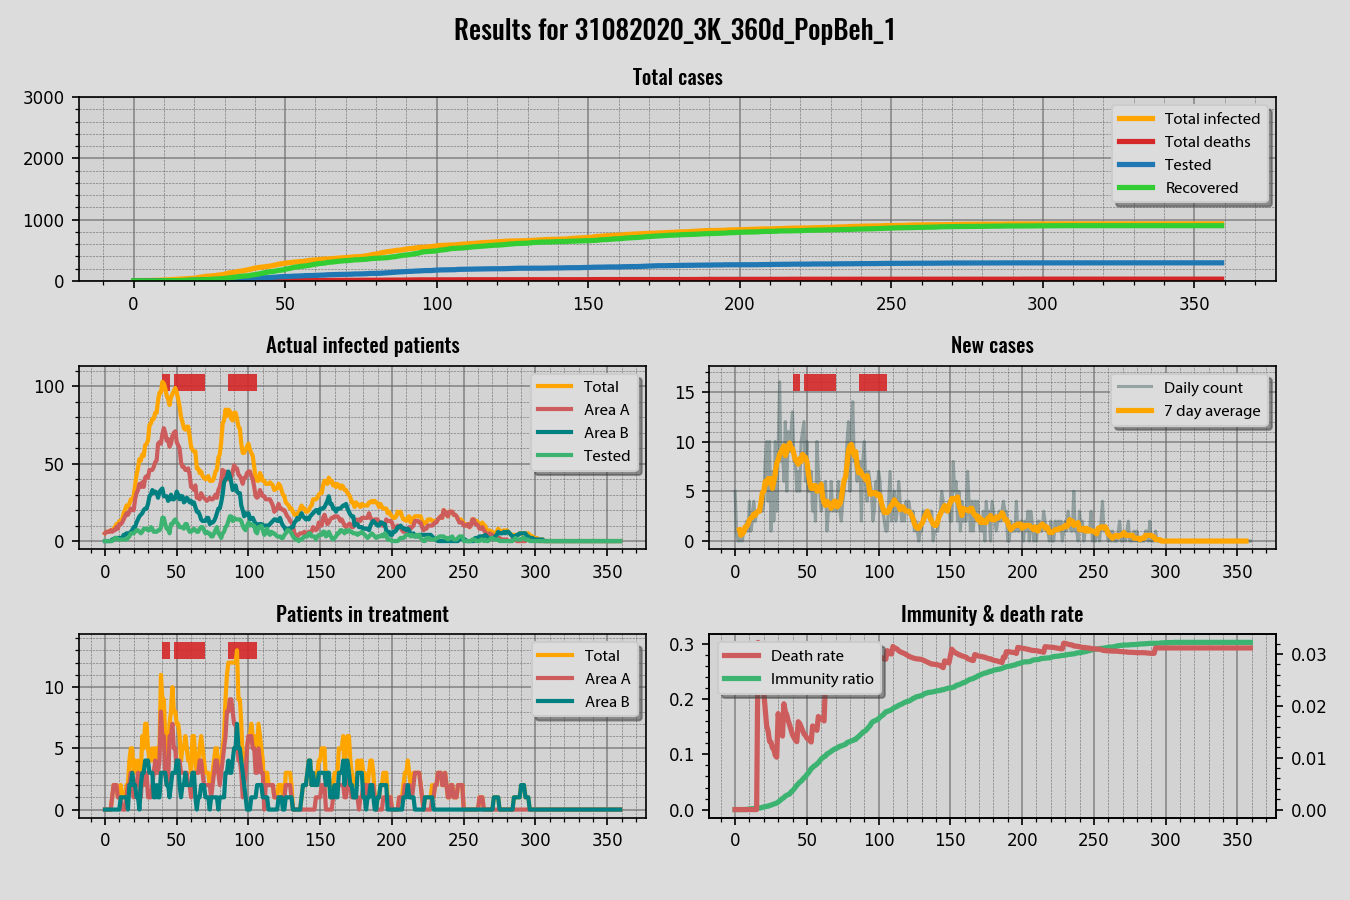 Results for 31082020_3K_360d_PopBeh_1
Total cases
3000
2000
1000
0
0 50 100 150 200 250 300 350
Total infected
Total deaths
Tested
Recovered
Actual infected patients
100
50
0
0 50 100 150 200 250 300 350
Total
Area A
Area B
Tested
New cases
15
10
5
0
0 50 100 150 200 250 300 350
Daily count
7 day average
Patients in treatment
10
5
0
0 50 100 150 200 250 300 350
Total
Area A
Area B
Immunity & death rate
0.3
0.2
0.1
0.0
0 50 100 150 200 250 300 350
0.03
0.02
0.01
0.00
Death rate
Immunity ratio